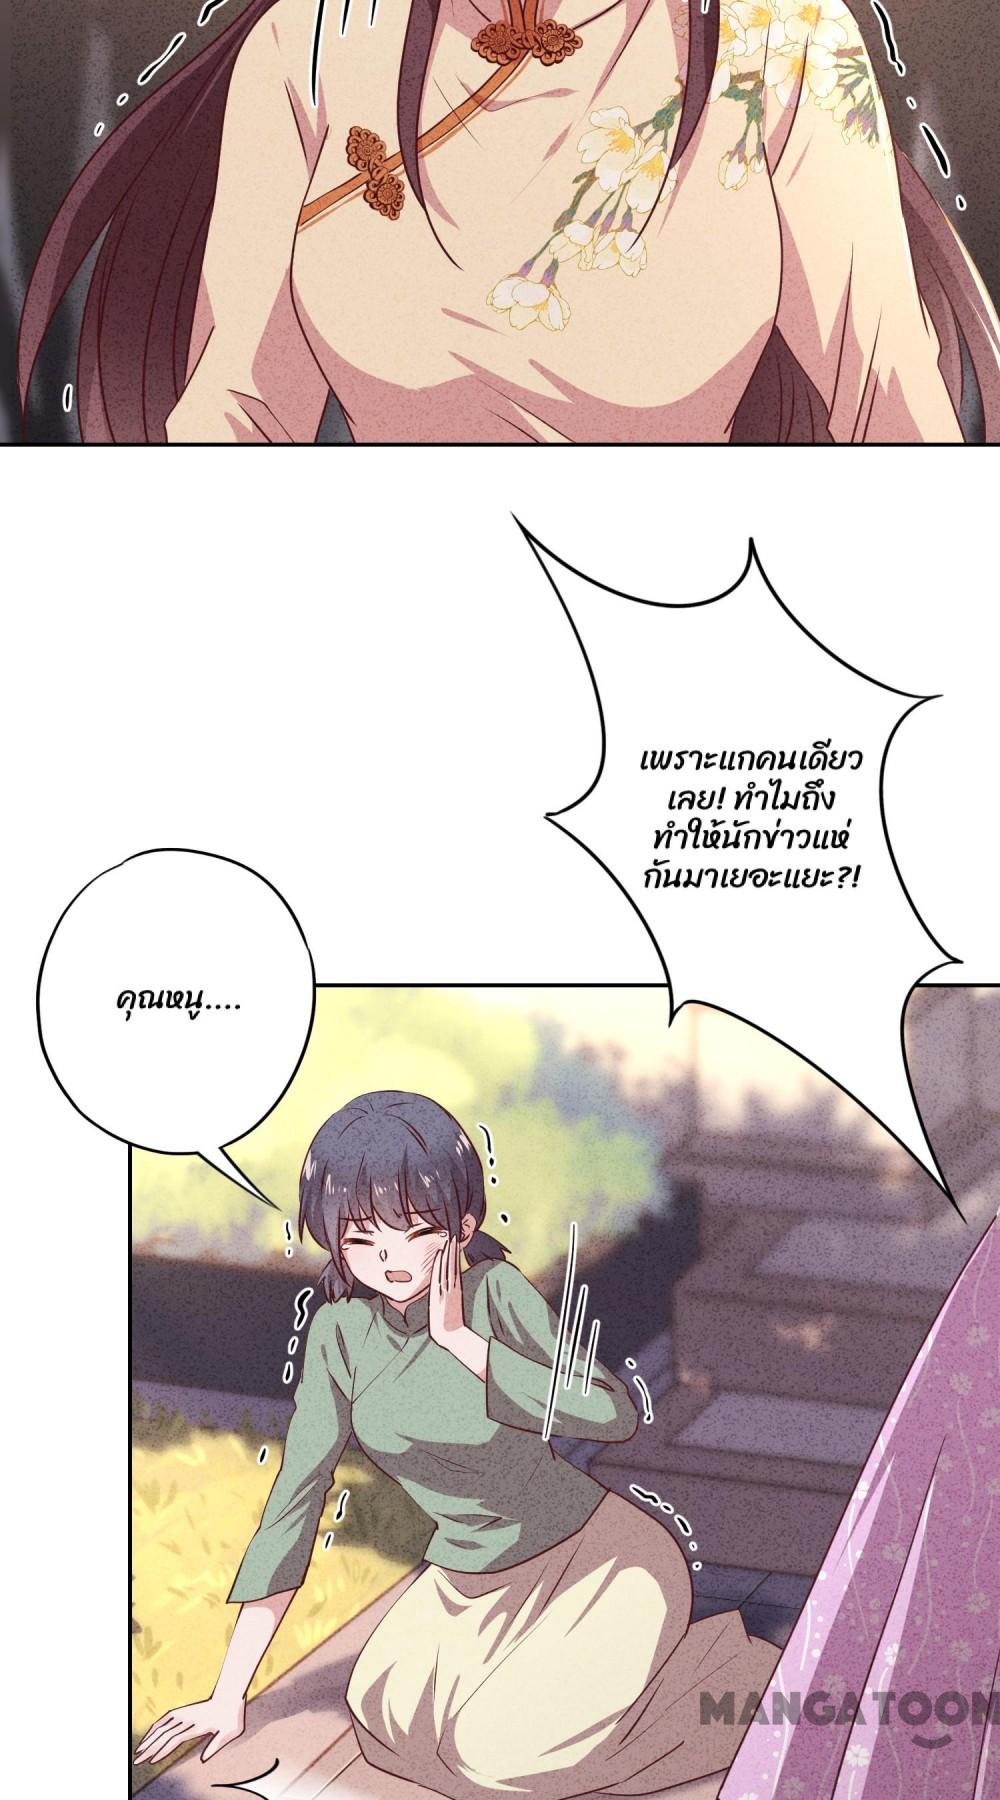 เพราะแกคนเดียว
เลย! ทำไมถึง
ทำให้นักข่าวแห่
กันมาเยอะแยะ?!
คุณหนู....
MANGATOON